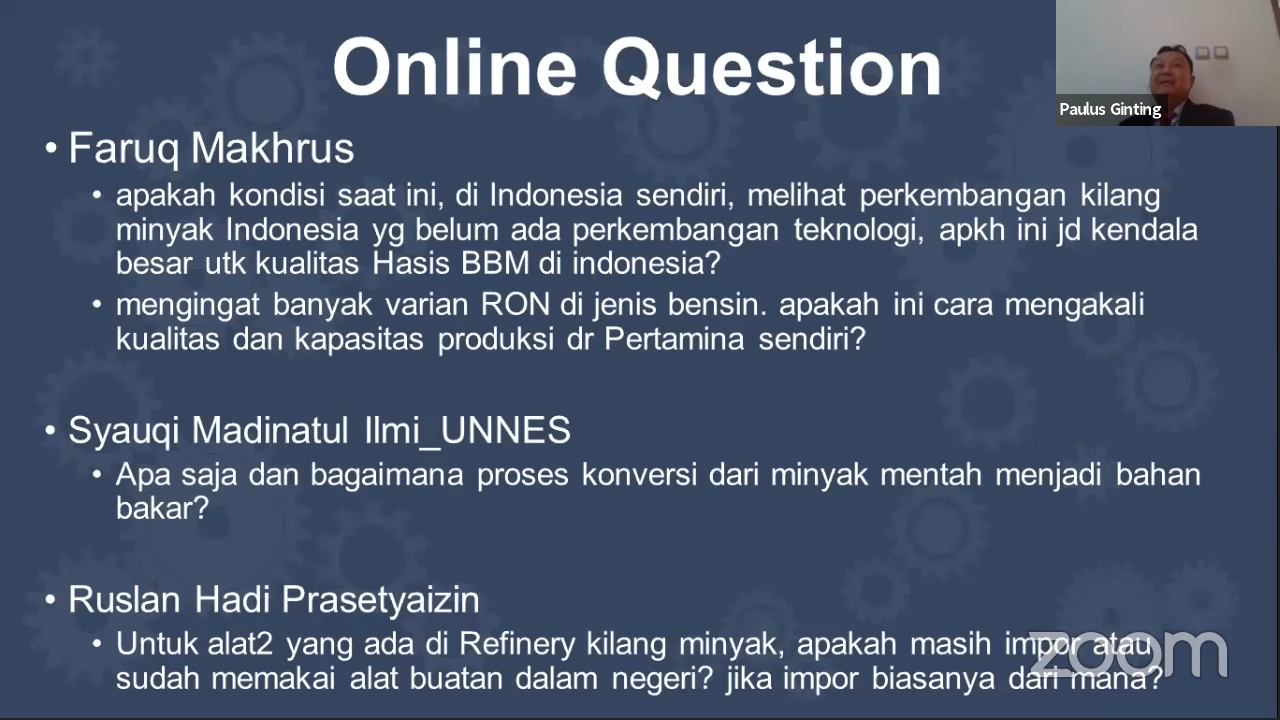 Online Question
Paulus Ginting
• Faruq Makhrus
• apakah kondisi saat ini, di Indonesia sendiri, melihat perkembangan kilang
minyak Indonesia yg belum ada perkembangan teknologi, apkh ini jd kendala
besar utk kualitas Hasis BBM di indonesia?
• mengingat banyak varian RON di jenis bensin. apakah ini cara mengakali
kualitas dan kapasitas produksi dr Pertamina sendiri?
• Syauqi Madinatul Ilmi_UNNES
• Apa saja dan bagaimana proses konversi dari minyak mentah menjadi bahan
bakar?
• Ruslan Hadi Prasetyaizin
• Untuk alat2 yang ada di Refinery kilang minyak, apakah masih impor atau
sudah memakai alat buatan dalam negeri? jika impor biasanya dari mana?
zoom